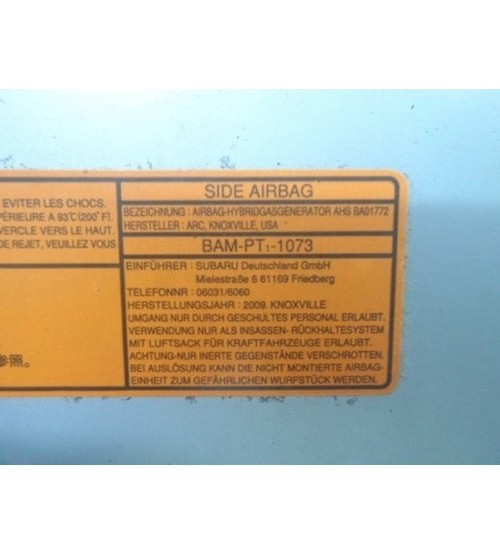 EVITER LES CHOCS.
PÉRIEURE A 93℃(200°F).
VERCLE VERS LE HAUT.
DE REJET, VEUILLEZ VOUS
参照。
SIDE AIRBAG
BEZEICHNUNG : AIRBAG-HYBRIDGASGENERATOR AHS BA01772
HERSTELLER : ARC, KNOXVILLE, USA
BAM-PT₁-1073
EINFÜHRER : SUBARU Deutschland GmbH
Mielestraße 6 61169 Friedberg
TELEFONNR : 06031/6060
HERSTELLUNGSJAHR : 2009. KNOXVILLE
UMGANG NUR DURCH GESCHULTES PERSONAL ERLAUBT.
VERWENDUNG NUR ALS INSASSEN- RÜCKHALTESYSTEM
MIT LUFTSACK FÜR KRAFTFAHRZEUGE ERLAUBT.
ACHTUNG-NUR INERTE GEGENSTÄNDE VERSCHROTTEN.
BEI AUSLÖSUNG KANN DIE NICHT MONTIERTE AIRBAG-
EINHEIT ZUM GEFÄHRLICHEN WURFSTÜCK WERDEN.